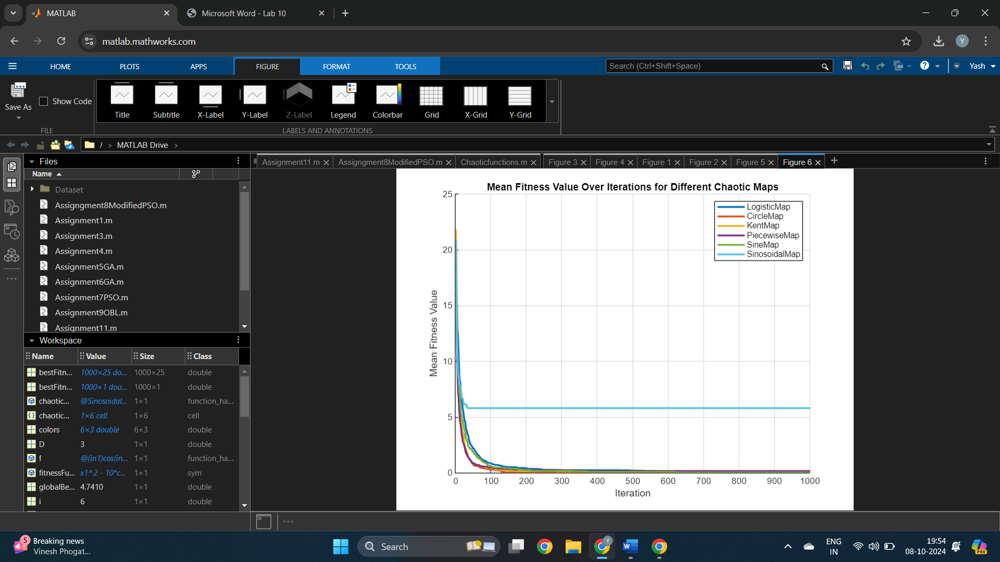 MATLAB
Microsoft Word - Lab 10
matlab.mathworks.com
Y
HOME
PLOTS
APPS
FIGURE
FORMAT
TOOLS
Search (Ctrl+Shift+Space)
?
Yash
Save As
Show Code
Title
Subtitle
X-Label
Y-Label
Z-Label
Legend
Colorbar
Grid
X-Grid
Y-Grid
FILE
LABELS AND ANNOTATIONS
/ › MATLAB Drive ›
Files
Name
Dataset
Assigngment8ModifiedPSO.m
Assignment1.m
Assignment3.m
Assignment4.m
Assignment5GA.m
Assignment6GA.m
Assignment7PSO.m
Assignment9OBL.m
Assignment11.m
Workspace
Name Value Size Class
bestFitn... 1000×25 do... 1000×25 double
bestFitn... 1000×1 dou... 1000×1 double
chaotic... @Sinosoidal... 1×1 function_ha...
chaotic... 1×6 cell 1×6 cell
colors 6×3 double 6×3 double
D 3 1×1 double
f @(in1)cos(in... 1×1 function_ha...
fitnessFu... x1^2 - 10*c... 1×1 sym
globalBe... 4.7410 1×1 double
i 6 1×1 double
Assignment11.m
Assigngment8ModifiedPSO.m
Chaoticfunctions.m
Figure 3
Figure 4
Figure 1
Figure 2
Figure 5
Figure 6
Mean Fitness Value Over Iterations for Different Chaotic Maps
LogisticMap
CircleMap
KentMap
PiecewiseMap
SineMap
SinosoidalMap
Mean Fitness Value
25
20
15
10
5
0
0 100 200 300 400 500 600 700 800 900 1000
Iteration
5
Breaking news
Vinesh Phogat...
Search
Y
W
ENG
IN
19:54
08-10-2024
PRE